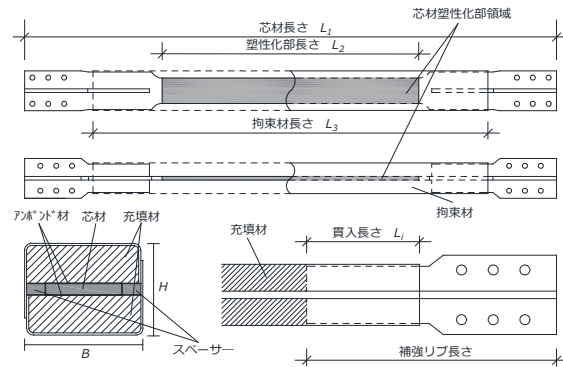 芯材塑性化部領域
芯材長さ L1
塑性化部長さ L2
拘束材長さ L3
拘束材
アンボンド材 芯材 充填材
充填材
貫入長さ Li
H
B
スペーサー
補強リブ長さ